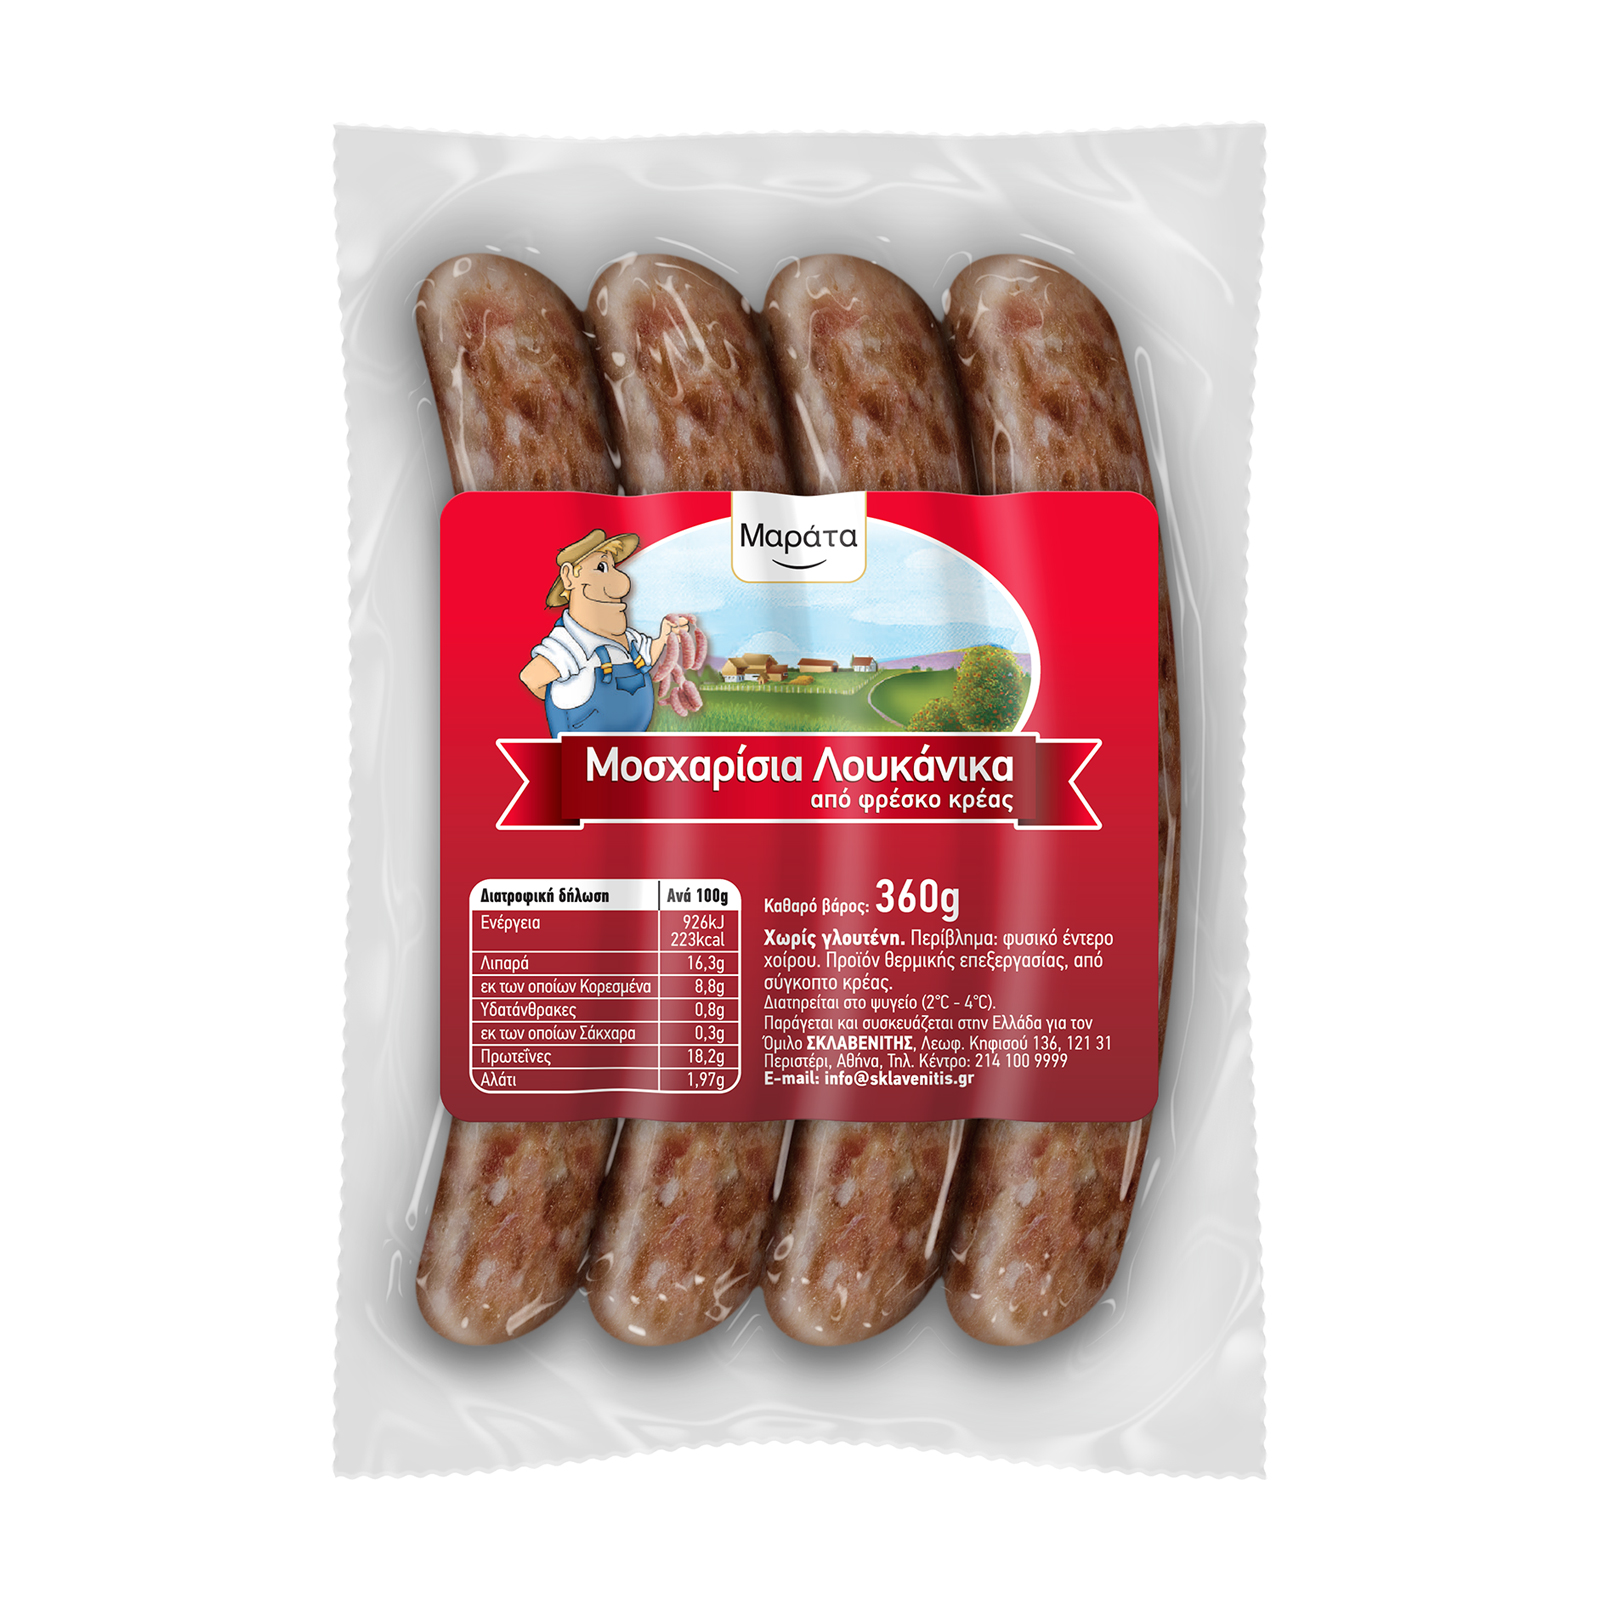 Μαράτα
Μοσχαρίσια Λουκάνικα
από φρέσκο κρέας
Διατροφική δήλωση Ανά 100g
Ενέργεια 926kJ
223kcal
Λιπαρά 16,3g
εκ των οποίων Κορεσμένα 8,8g
Υδατάνθρακες 0,8g
εκ των οποίων Σάκχαρα 0,3g
Πρωτεΐνες 18,2g
Αλάτι 1,97g
Καθαρό βάρος: 360g
Χωρίς γλουτένη. Περίβλημα: φυσικό έντερο
χοίρου. Προϊόν θερμικής επεξεργασίας, από
σύγκοπτο κρέας.
Διατηρείται στο ψυγείο (2°C - 4°C).
Παράγεται και συσκευάζεται στην Ελλάδα για τον
Όμιλο ΣΚΛΑΒΕΝΙΤΗΣ, Λεωφ. Κηφισού 136, 121 31
Περιστέρι, Αθήνα, Τηλ. Κέντρο: 214 100 9999
E-mail: info@sklavenitis.gr